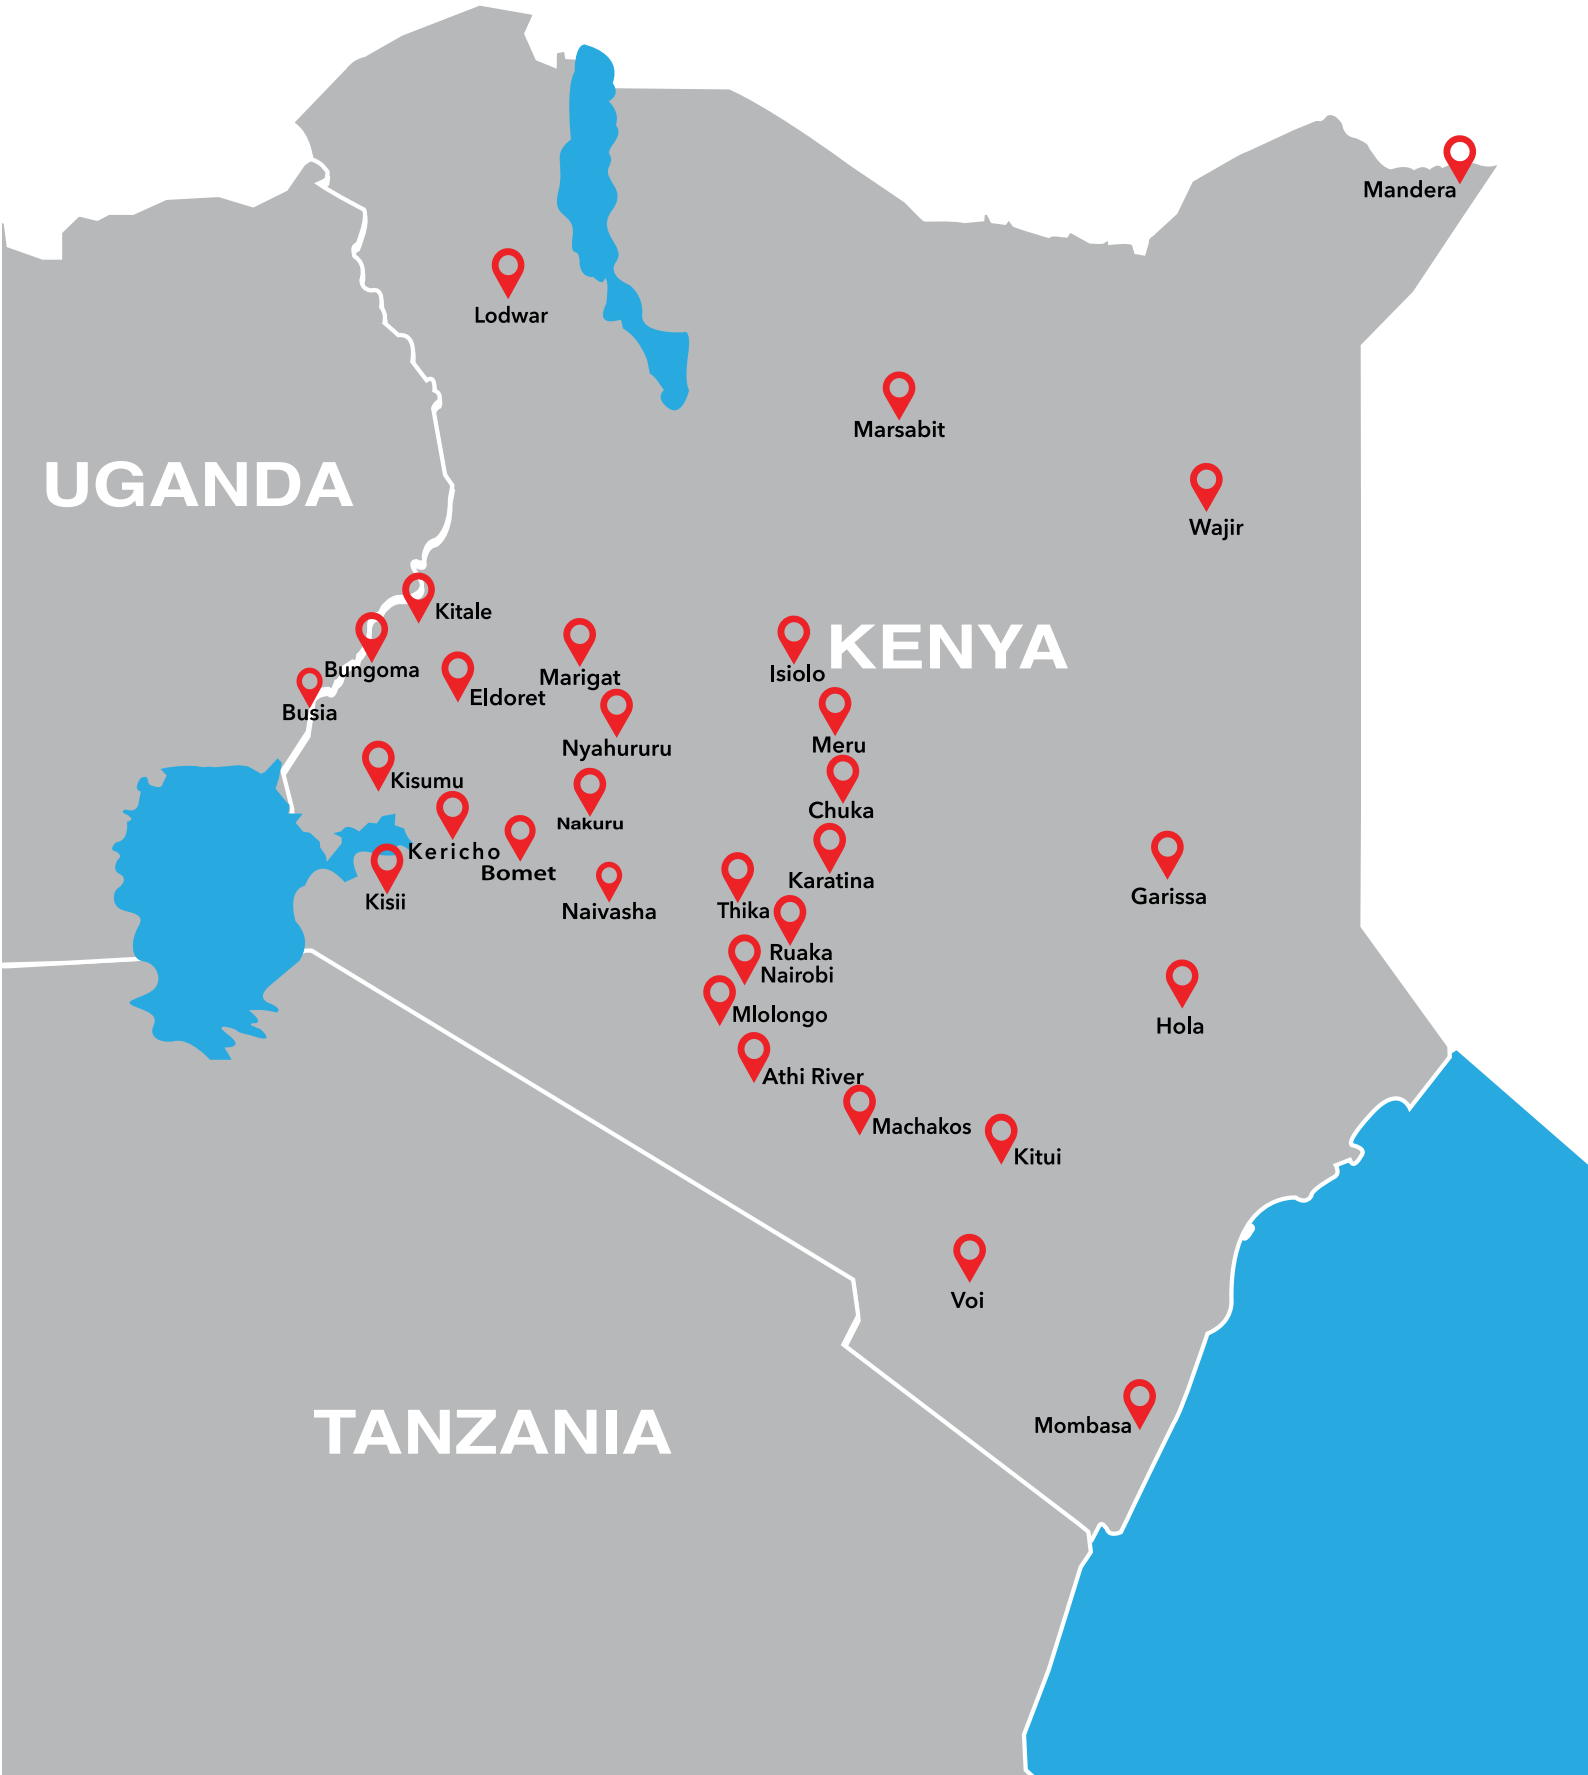 Mandera
Lodwar
Marsabit
UGANDA
Wajir
Kitale
KENYA
Bungoma
Isiolo
Marigat
Eldoret
Busia
Meru
Nyahururu
Kisumu
Chuka
Nakuru
Kericho
Bomet
Karatina
Garissa
Kisii
Thika
Naivasha
Ruaka
Nairobi
Mlolongo
Hola
Athi River
Machakos
Kitui
Voi
Mombasa
TANZANIA